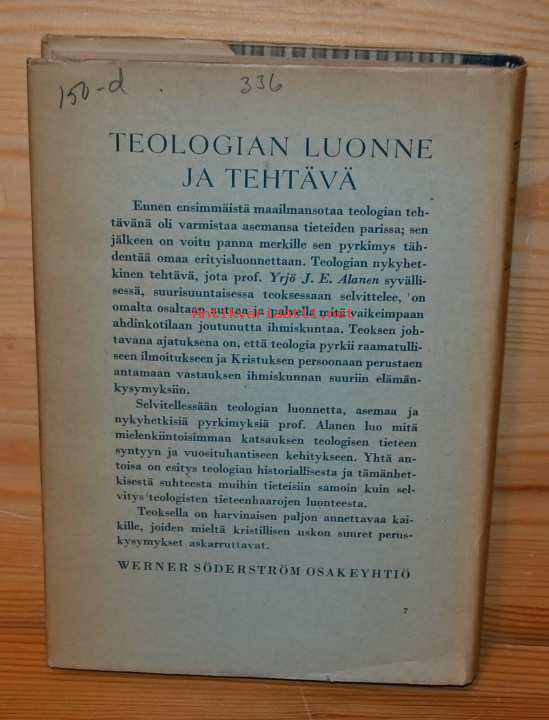 150-d . 336
TEOLOGIAN LUONNE
JA TEHTÄVÄ
Ennen ensimmäistä maailmansotaa teologian teh-
tävänä oli varmistaa asemansa tieteiden parissa; sen
jälkeen on voitu panna merkille sen pyrkimys täh-
dentää omaa erityisluonnettaan. Teologian nykyhet-
kinen tehtävä, jota prof. Yrjö J. E. Alanen syvälli-
sessä, suurisuuntaisessa teoksessaan selvittelee, on
omalta osaltaan auttaa ja palvella mitä vaikeimpaan
ahdinkotilaan joutunutta ihmiskuntaa. Teoksen joh-
tavana ajatuksena on, että teologia pyrkii raamatulli-
seen ilmoitukseen ja Kristuksen persoonaan perustaen
antamaan vastauksen ihmiskunnan suuriin elämän-
kysymyksiin.
Selvitellessään teologian luonnetta, asemaa ja
nykyhetkisiä pyrkimyksiä prof. Alanen luo mitä
mielenkiintoisimman katsauksen teologisen tieteen
syntyyn ja vuosituhantiseen kehitykseen. Yhtä an-
toisa on esitys teologian historiallisesta ja tämänhet-
kisestä suhteesta muihin tieteisiin samoin kuin sel-
vitys teologisten tieteenhaarojen luonteesta.
Teoksella on harvinaisen paljon annettavaa kai-
kille, joiden mieltä kristillisen uskon suuret perus-
kysymykset askarruttavat.
WERNER SÖDERSTRÖM OSAKEYHTIÖ
7